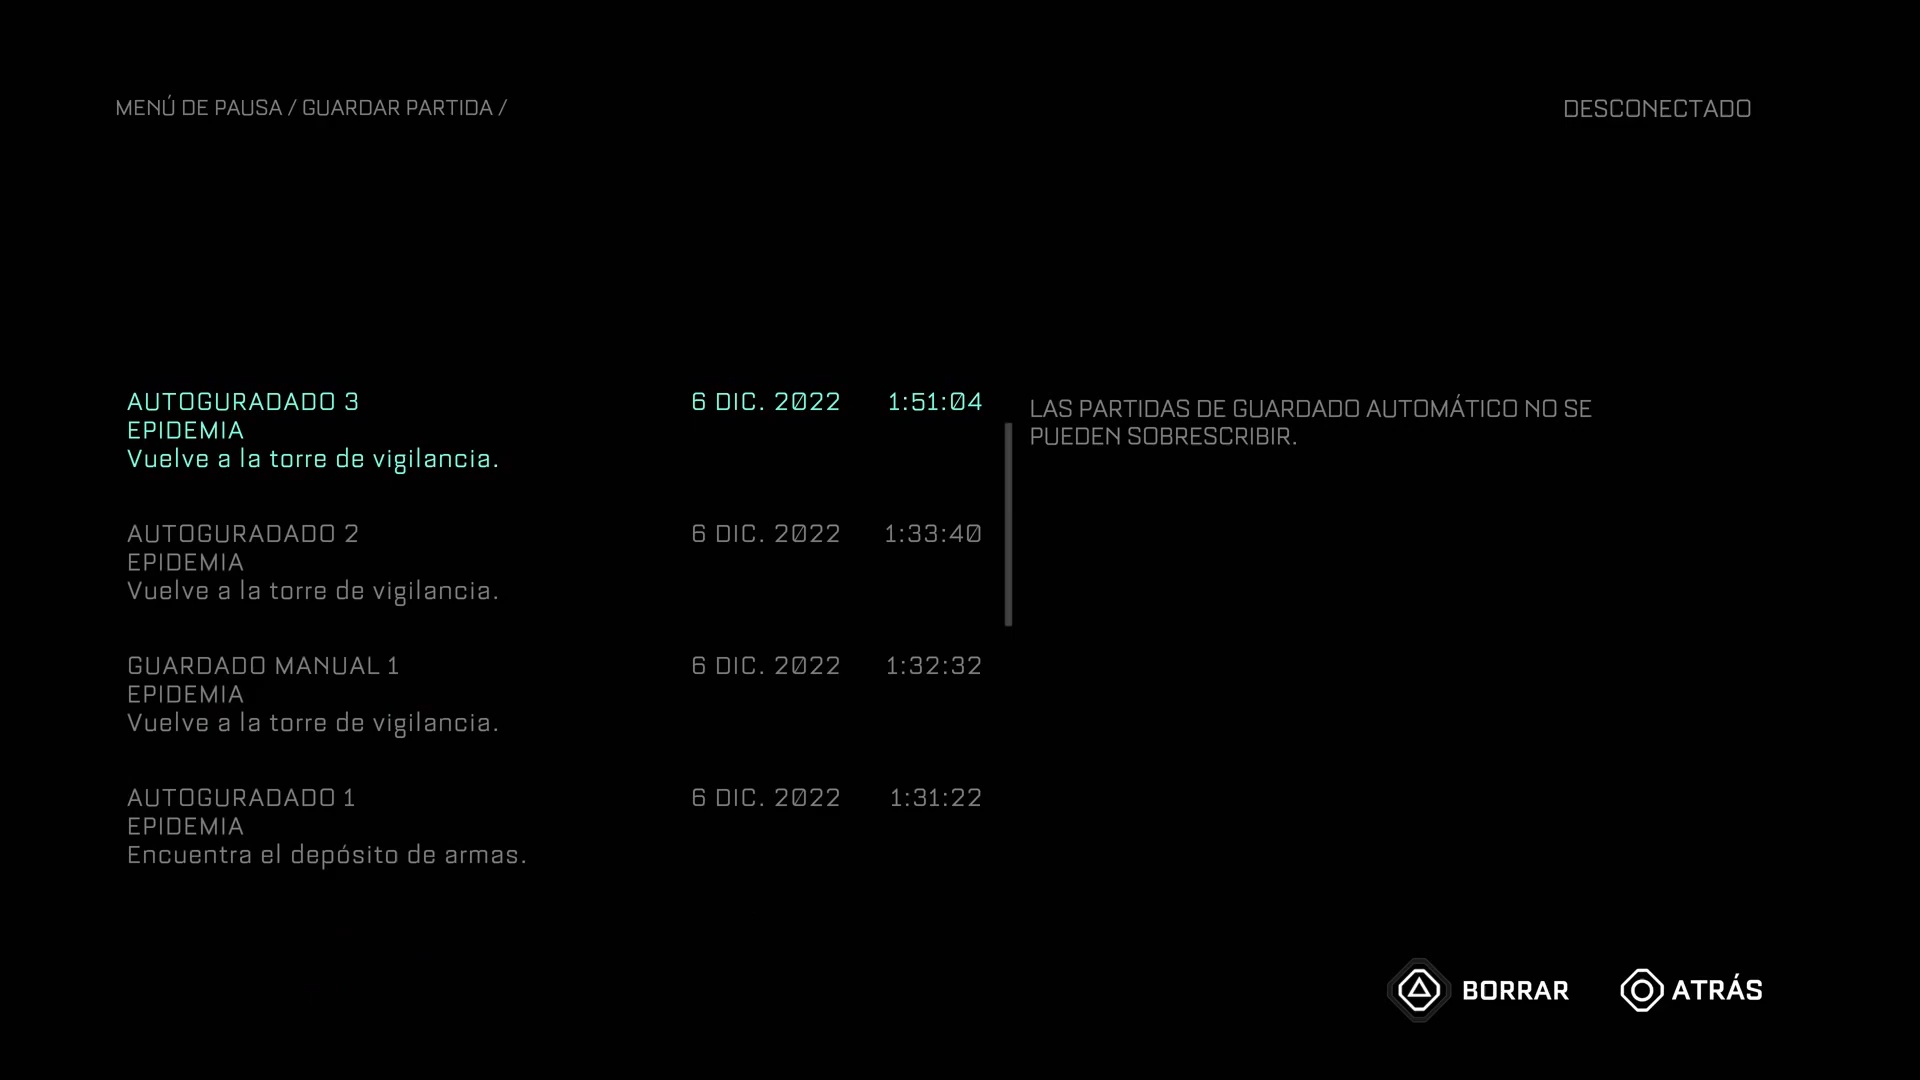 MENÚ DE PAUSA / GUARDAR PARTIDA /
DESCONECTADO
AUTOGURADADO 3 6 DIC. 2022 1:51:04
EPIDEMIA
Vuelve a la torre de vigilancia.
LAS PARTIDAS DE GUARDADO AUTOMÁTICO NO SE
PUEDEN SOBRESCRIBIR.
AUTOGURADADO 2 6 DIC. 2022 1:33:40
EPIDEMIA
Vuelve a la torre de vigilancia.
GUARDADO MANUAL 1 6 DIC. 2022 1:32:32
EPIDEMIA
Vuelve a la torre de vigilancia.
AUTOGURADADO 1 6 DIC. 2022 1:31:22
EPIDEMIA
Encuentra el depósito de armas.
BORRAR ATRÁS